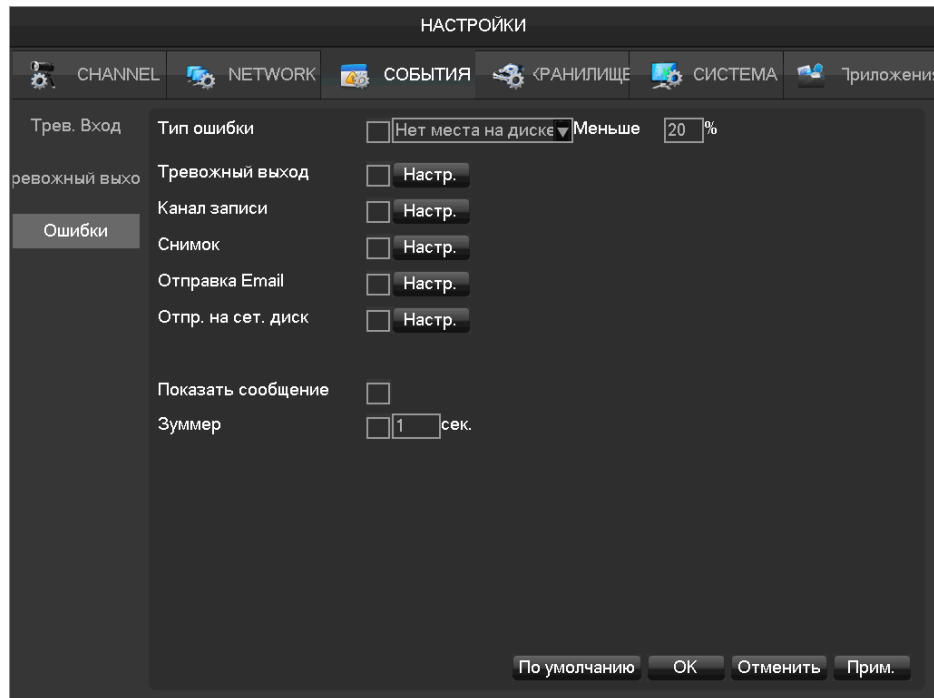 НАСТРОЙКИ
CHANNEL NETWORK СОБЫТИЯ ХРАНИЛИЩЕ СИСТЕМА Приложени
Трев. Вход
ревожный выхо
Ошибки
Тип ошибки Нет места на диске Меньше 20 %
Тревожный выход Настр.
Канал записи Настр.
Снимок Настр.
Отправка Email Настр.
Отпр. на сет. диск Настр.
Показать сообщение
Зуммер 1 сек.
По умолчанию OK Отменить Прим.